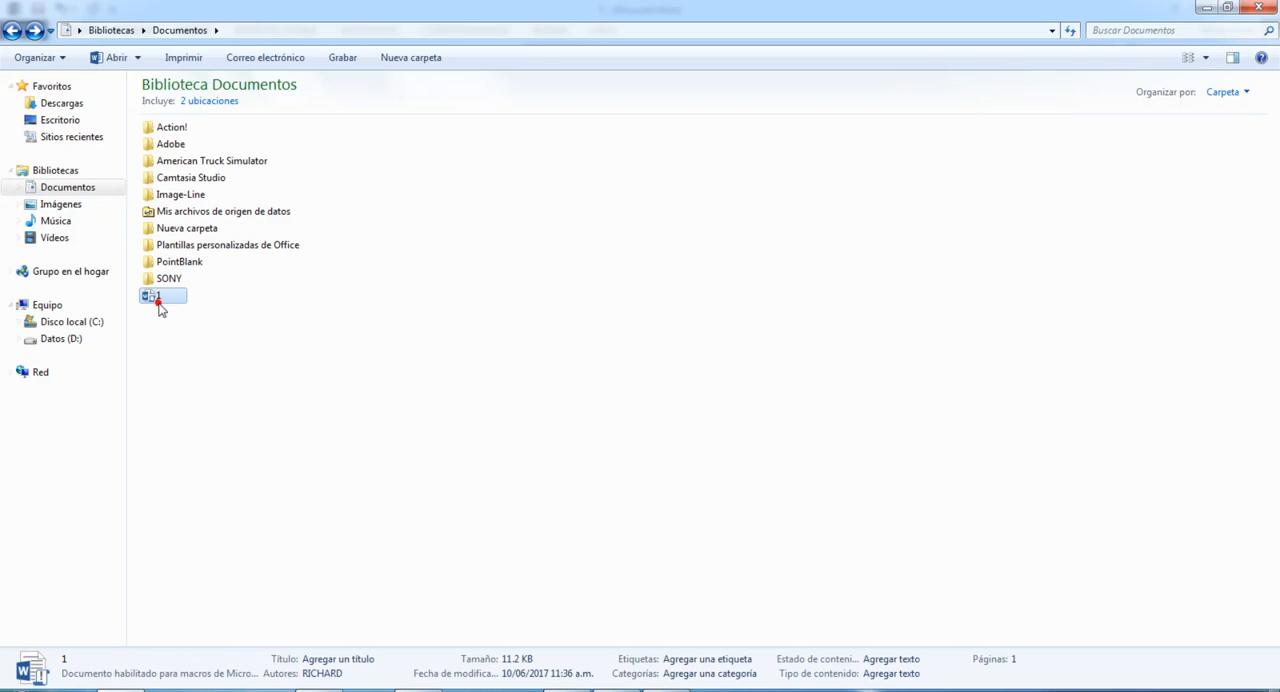 Bibliotecas Documentos
Buscar Documentos
Organizar Abrir Imprimir Correo electrónico Grabar Nueva carpeta
Favoritos
Descargas
Escritorio
Sitios recientes
Bibliotecas
Documentos
Imágenes
Música
Vídeos
Grupo en el hogar
Equipo
Disco local (C:)
Datos (D:)
Red
Biblioteca Documentos
Incluye: 2 ubicaciones
Organizar por: Carpeta
Action!
Adobe
American Truck Simulator
Camtasia Studio
Image-Line
Mis archivos de origen de datos
Nueva carpeta
Plantillas personalizadas de Office
PointBlank
SONY
1
1 Título: Agregar un título Tamaño: 11.2 KB Etiquetas: Agregar una etiqueta Estado de conteni... Agregar texto Páginas: 1
Documento habilitado para macros de Micro... Autores: RICHARD Fecha de modifica... 10/06/2017 11:36 a.m. Categorías: Agregar una categoría Tipo de contenido: Agregar texto